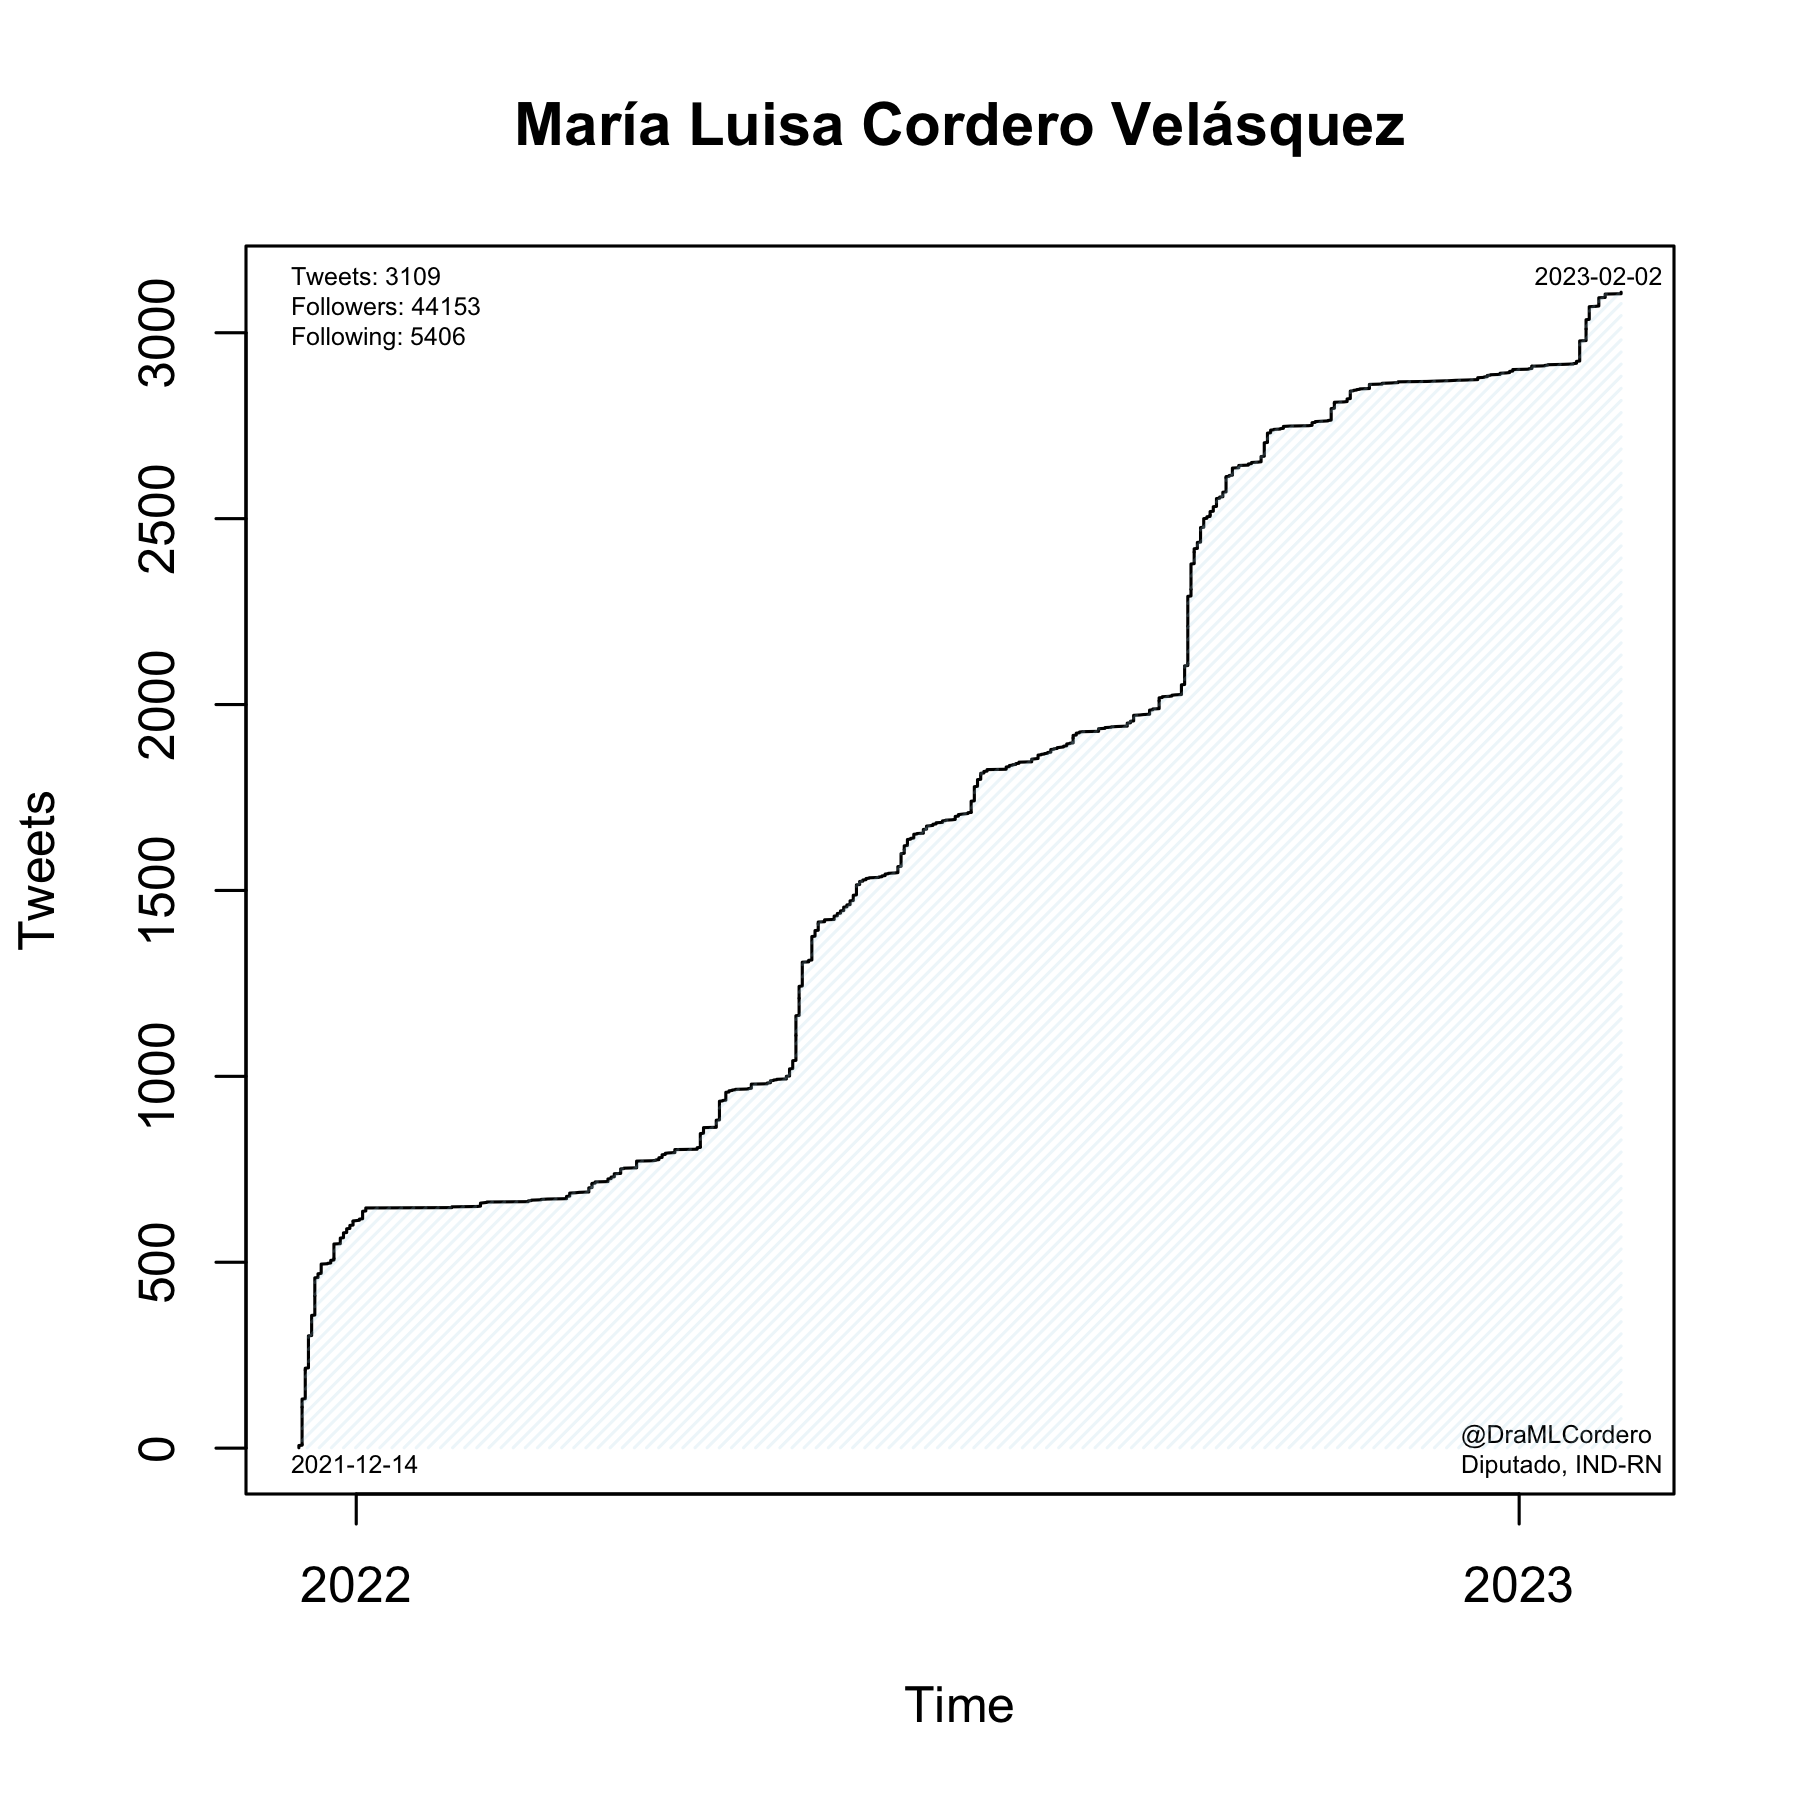 María Luisa Cordero Velásquez
Tweets: 3109
Followers: 44153
Following: 5406
2023-02-02
3000
2500
2000
1500
1000
500
0
Tweets
@DraMLCordero
Diputado, IND-RN
2021-12-14
2022
2023
Time